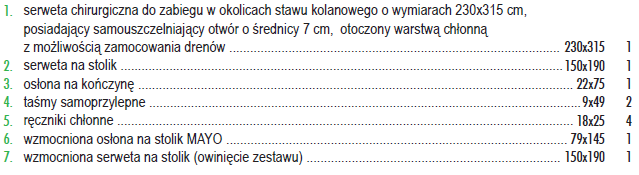 1. serweta chirurgiczna do zabiegu w okolicach stawu kolanowego o wymiarach 230x315 cm,
posiadający samouszczelniający otwór o średnicy 7 cm, otoczony warstwą chłonną
z możliwością zamocowania drenów 230x315 1
2. serweta na stolik 150x190 1
3. osłona na kończynę 22x75 1
4. taśmy samoprzylepne 9x49 2
5. ręczniki chłonne 18x25 4
6. wzmocniona osłona na stolik MAYO 79x145 1
7. wzmocniona serweta na stolik (owinięcie zestawu) 150x190 1